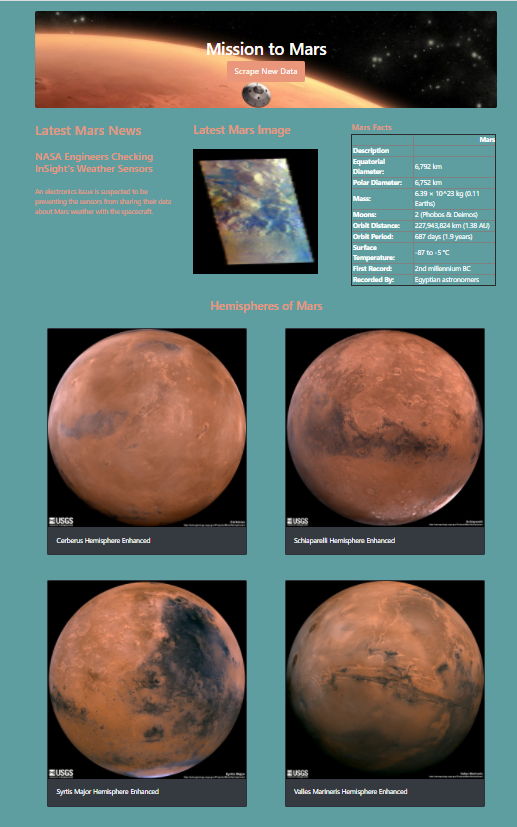 Mission to Mars
Scrape New Data
Latest Mars News
NASA Engineers Checking
InSight's Weather Sensors
An electronics issue is suspected to be
preventing the sensors from sharing their data
about Mars weather with the spacecraft.
Latest Mars Image
Mars Facts
Mars
Description
Equatorial
Diameter:
6,792 km
Polar Diameter:
6,752 km
Mass:
6.39 × 10^23 kg (0.11
Earths)
Moons:
2 (Phobos & Deimos)
Orbit Distance:
227,943,824 km (1.38 AU)
Orbit Period:
687 days (1.9 years)
Surface
Temperature:
-87 to -5 °C
First Record:
2nd millennium BC
Recorded By:
Egyptian astronomers
Hemispheres of Mars
USGS
Cerberus Hemisphere Enhanced
USGS
Schiaparelli Hemisphere Enhanced
USGS
Syrtis Major Hemisphere Enhanced
USGS
Valles Marineris Hemisphere Enhanced